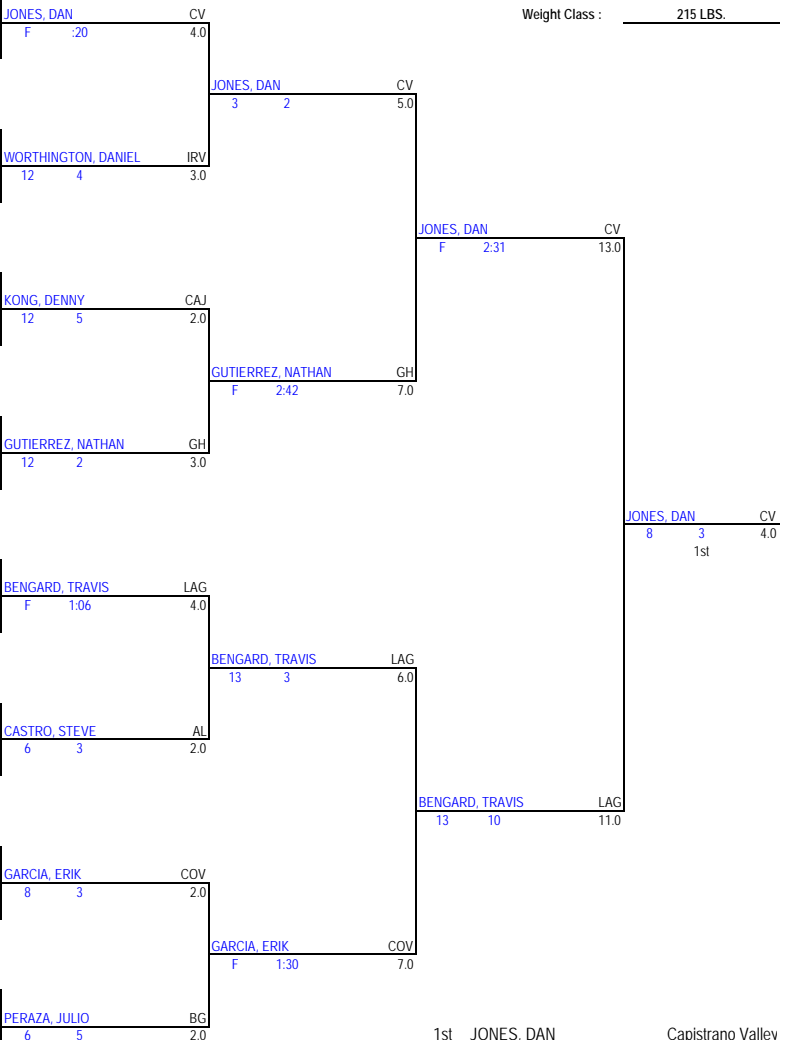 JONES, DAN CV Weight Class : 215 LBS.
F :20 4.0
JONES, DAN CV
3 2 5.0
WORTHINGTON, DANIEL IRV
12 4 3.0
JONES, DAN CV
F 2:31 13.0
KONG, DENNY CAJ
12 5 2.0
GUTIERREZ, NATHAN GH
F 2:42 7.0
GUTIERREZ, NATHAN GH
12 2 3.0
JONES, DAN CV
8 3 4.0
1st
BENGARD, TRAVIS LAG
F 1:06 4.0
BENGARD, TRAVIS LAG
13 3 6.0
CASTRO, STEVE AL
6 3 2.0
BENGARD, TRAVIS LAG
13 10 11.0
GARCIA, ERIK COV
8 3 2.0
GARCIA, ERIK COV
F 1:30 7.0
PERAZA, JULIO BG
6 5 2.0
1st JONES, DAN Capistrano Valley